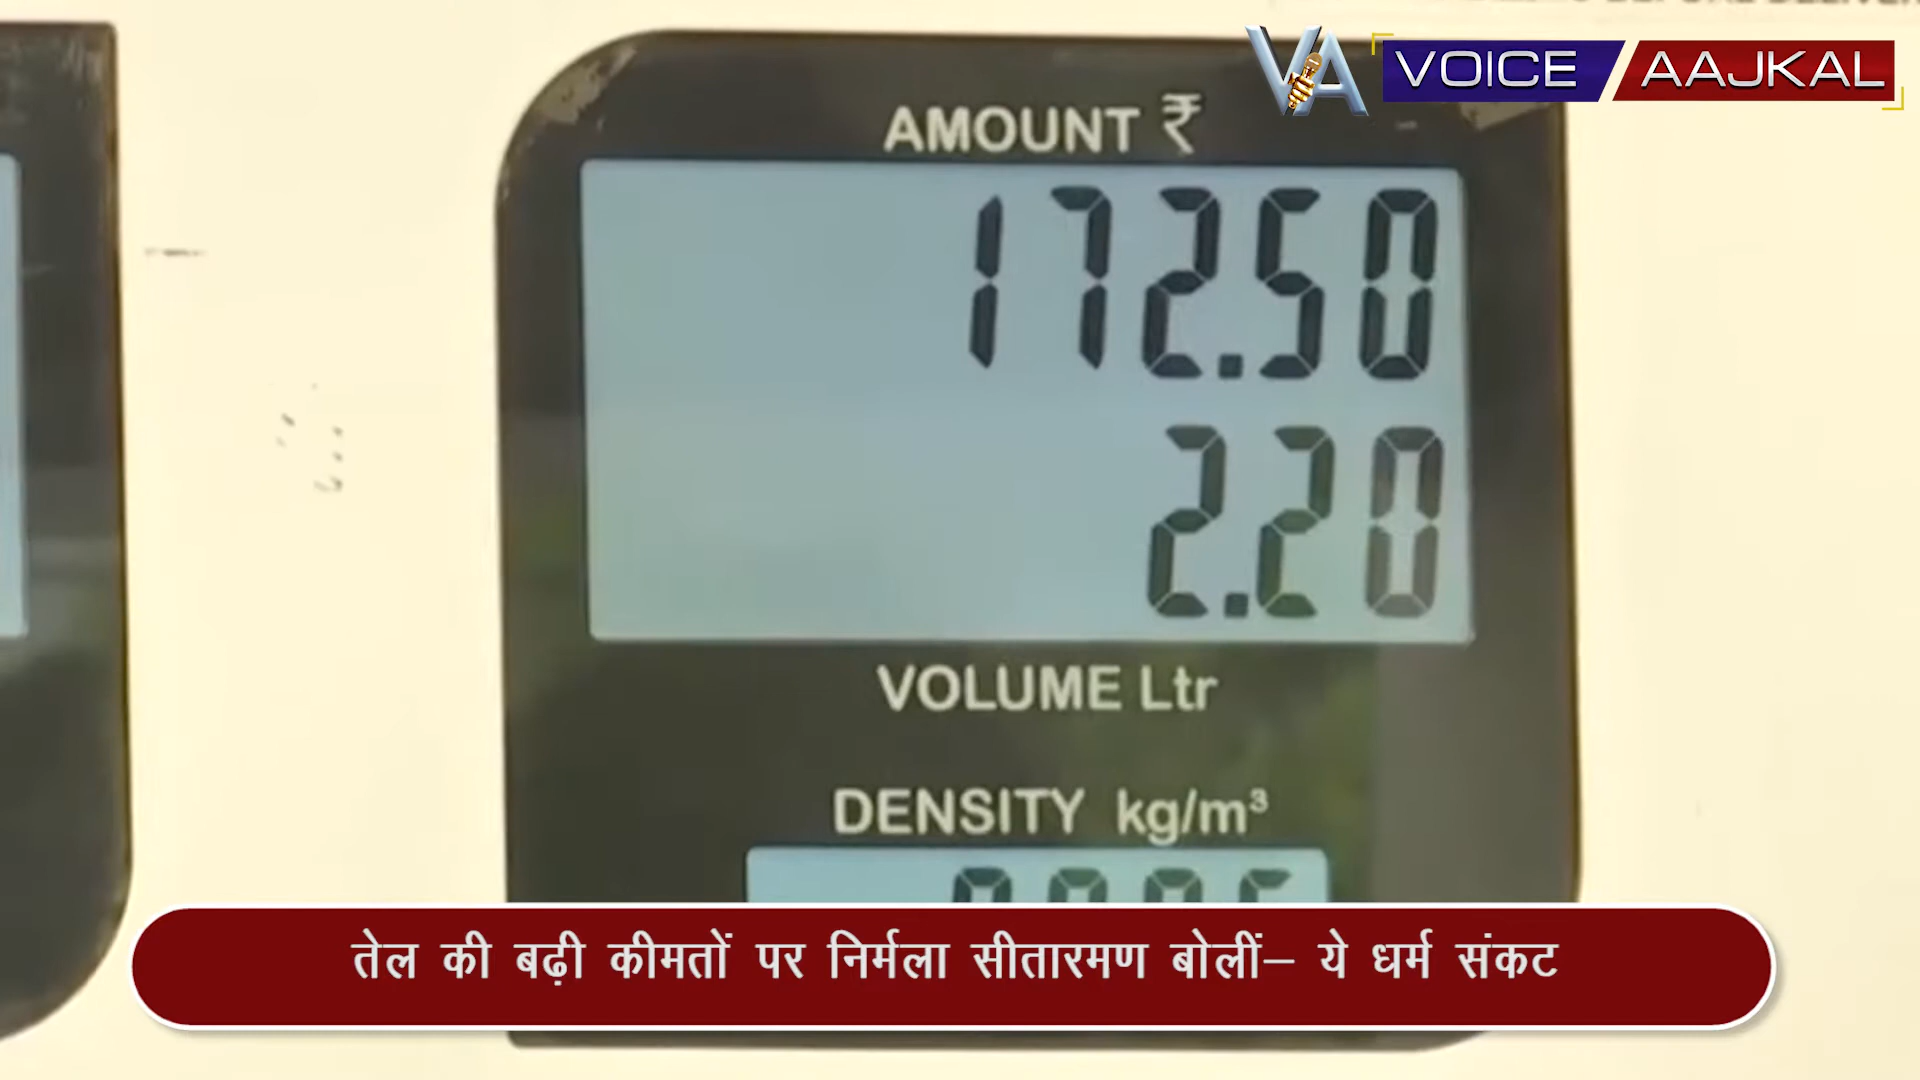 VA VOICE AAJKAL
AMOUNT ₹
172.50
2.20
VOLUME Ltr
DENSITY kg/m³
तेल की बढ़ी कीमतों पर निर्मला सीतारमण बोलीं– ये धर्म संकट